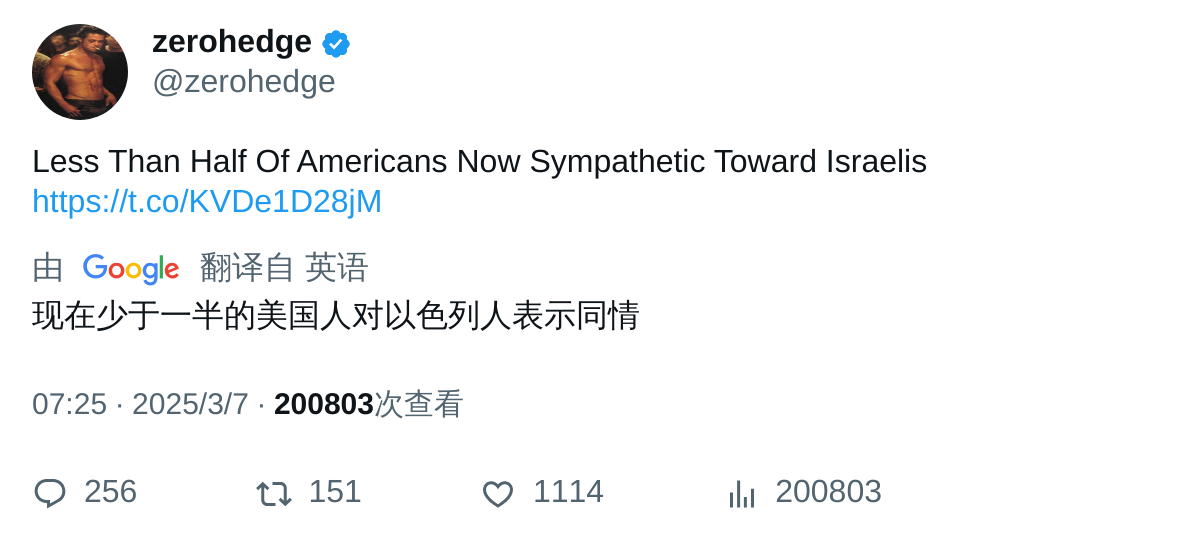 zerohedge
@zerohedge
Less Than Half Of Americans Now Sympathetic Toward Israelis
https://t.co/KVDe1D28jM
由 Google 翻译自 英语
现在少于一半的美国人对以色列人表示同情
07:25 · 2025/3/7 · 200803次查看
256 151 1114 200803